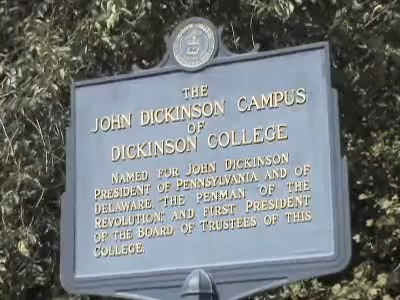 THE
JOHN DICKINSON CAMPUS
OF
DICKINSON COLLEGE
NAMED FOR JOHN DICKINSON
PRESIDENT OF PENNSYLVANIA AND OF
DELAWARE, "THE PENMAN OF THE
REVOLUTION," AND FIRST PRESIDENT
OF THE BOARD OF TRUSTEES OF THIS
COLLEGE.